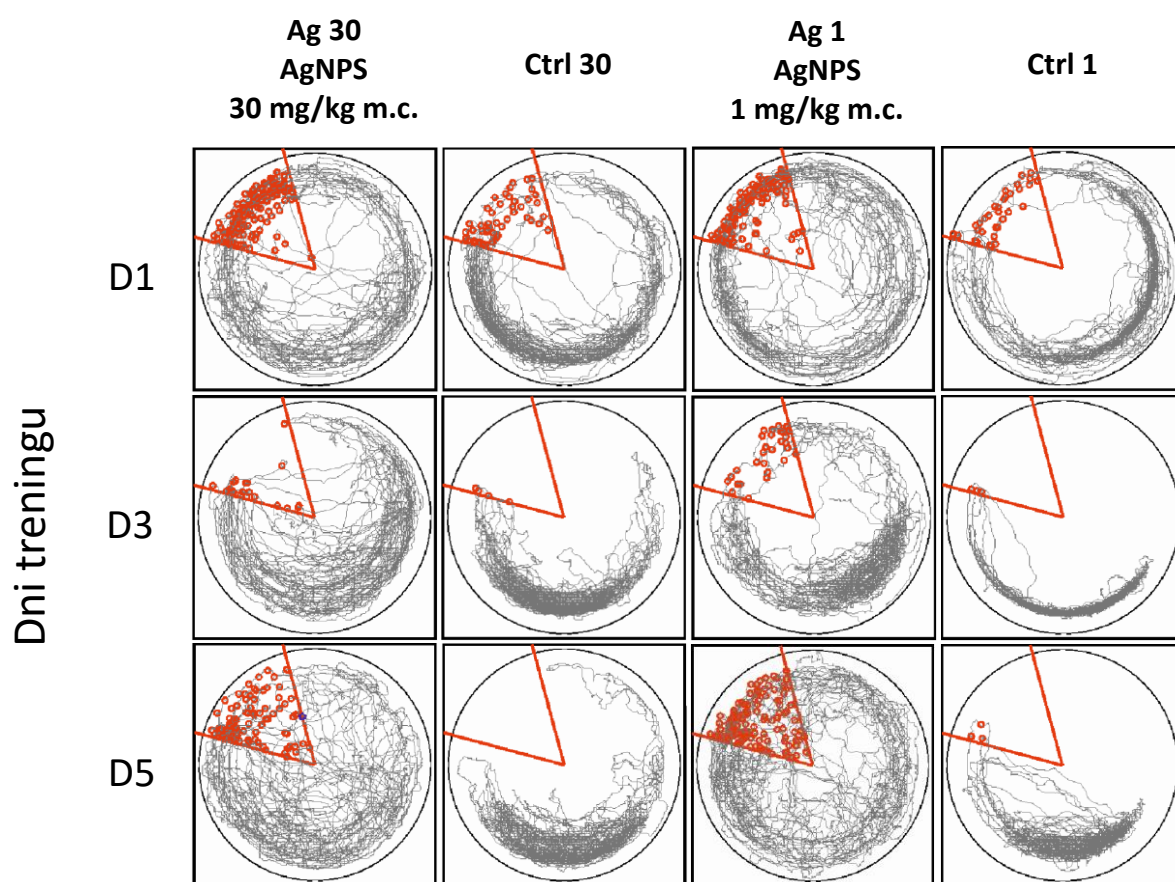 Ag 30
AgNPS
30 mg/kg m.c.
Ctrl 30
Ag 1
AgNPS
1 mg/kg m.c.
Ctrl 1
Dni treningu
D1
D3
D5